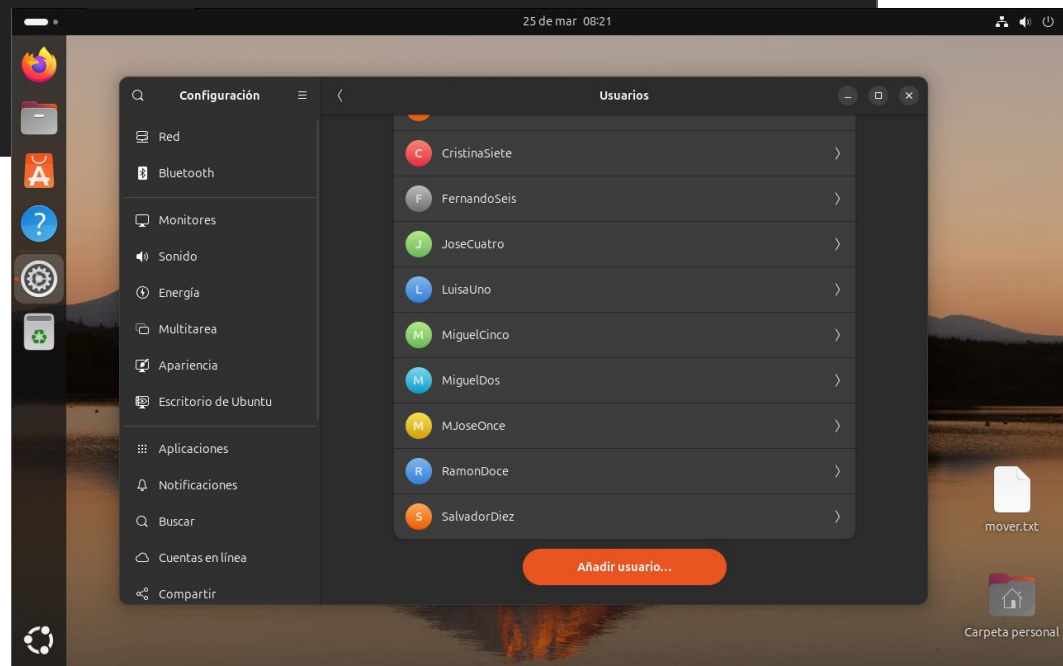 25 de mar 08:21
Configuración
Usuarios
Red
Bluetooth
Monitores
Sonido
Energía
Multitarea
Apariencia
Escritorio de Ubuntu
Aplicaciones
Notificaciones
Buscar
Cuentas en línea
Compartir
C CristinaSiete
F FernandoSeis
J JoseCuatro
L LuisaUno
M MiguelCinco
M MiguelDos
M MJoseOnce
R RamonDoce
S SalvadorDiez
Añadir usuario...
mover.txt
Carpeta personal